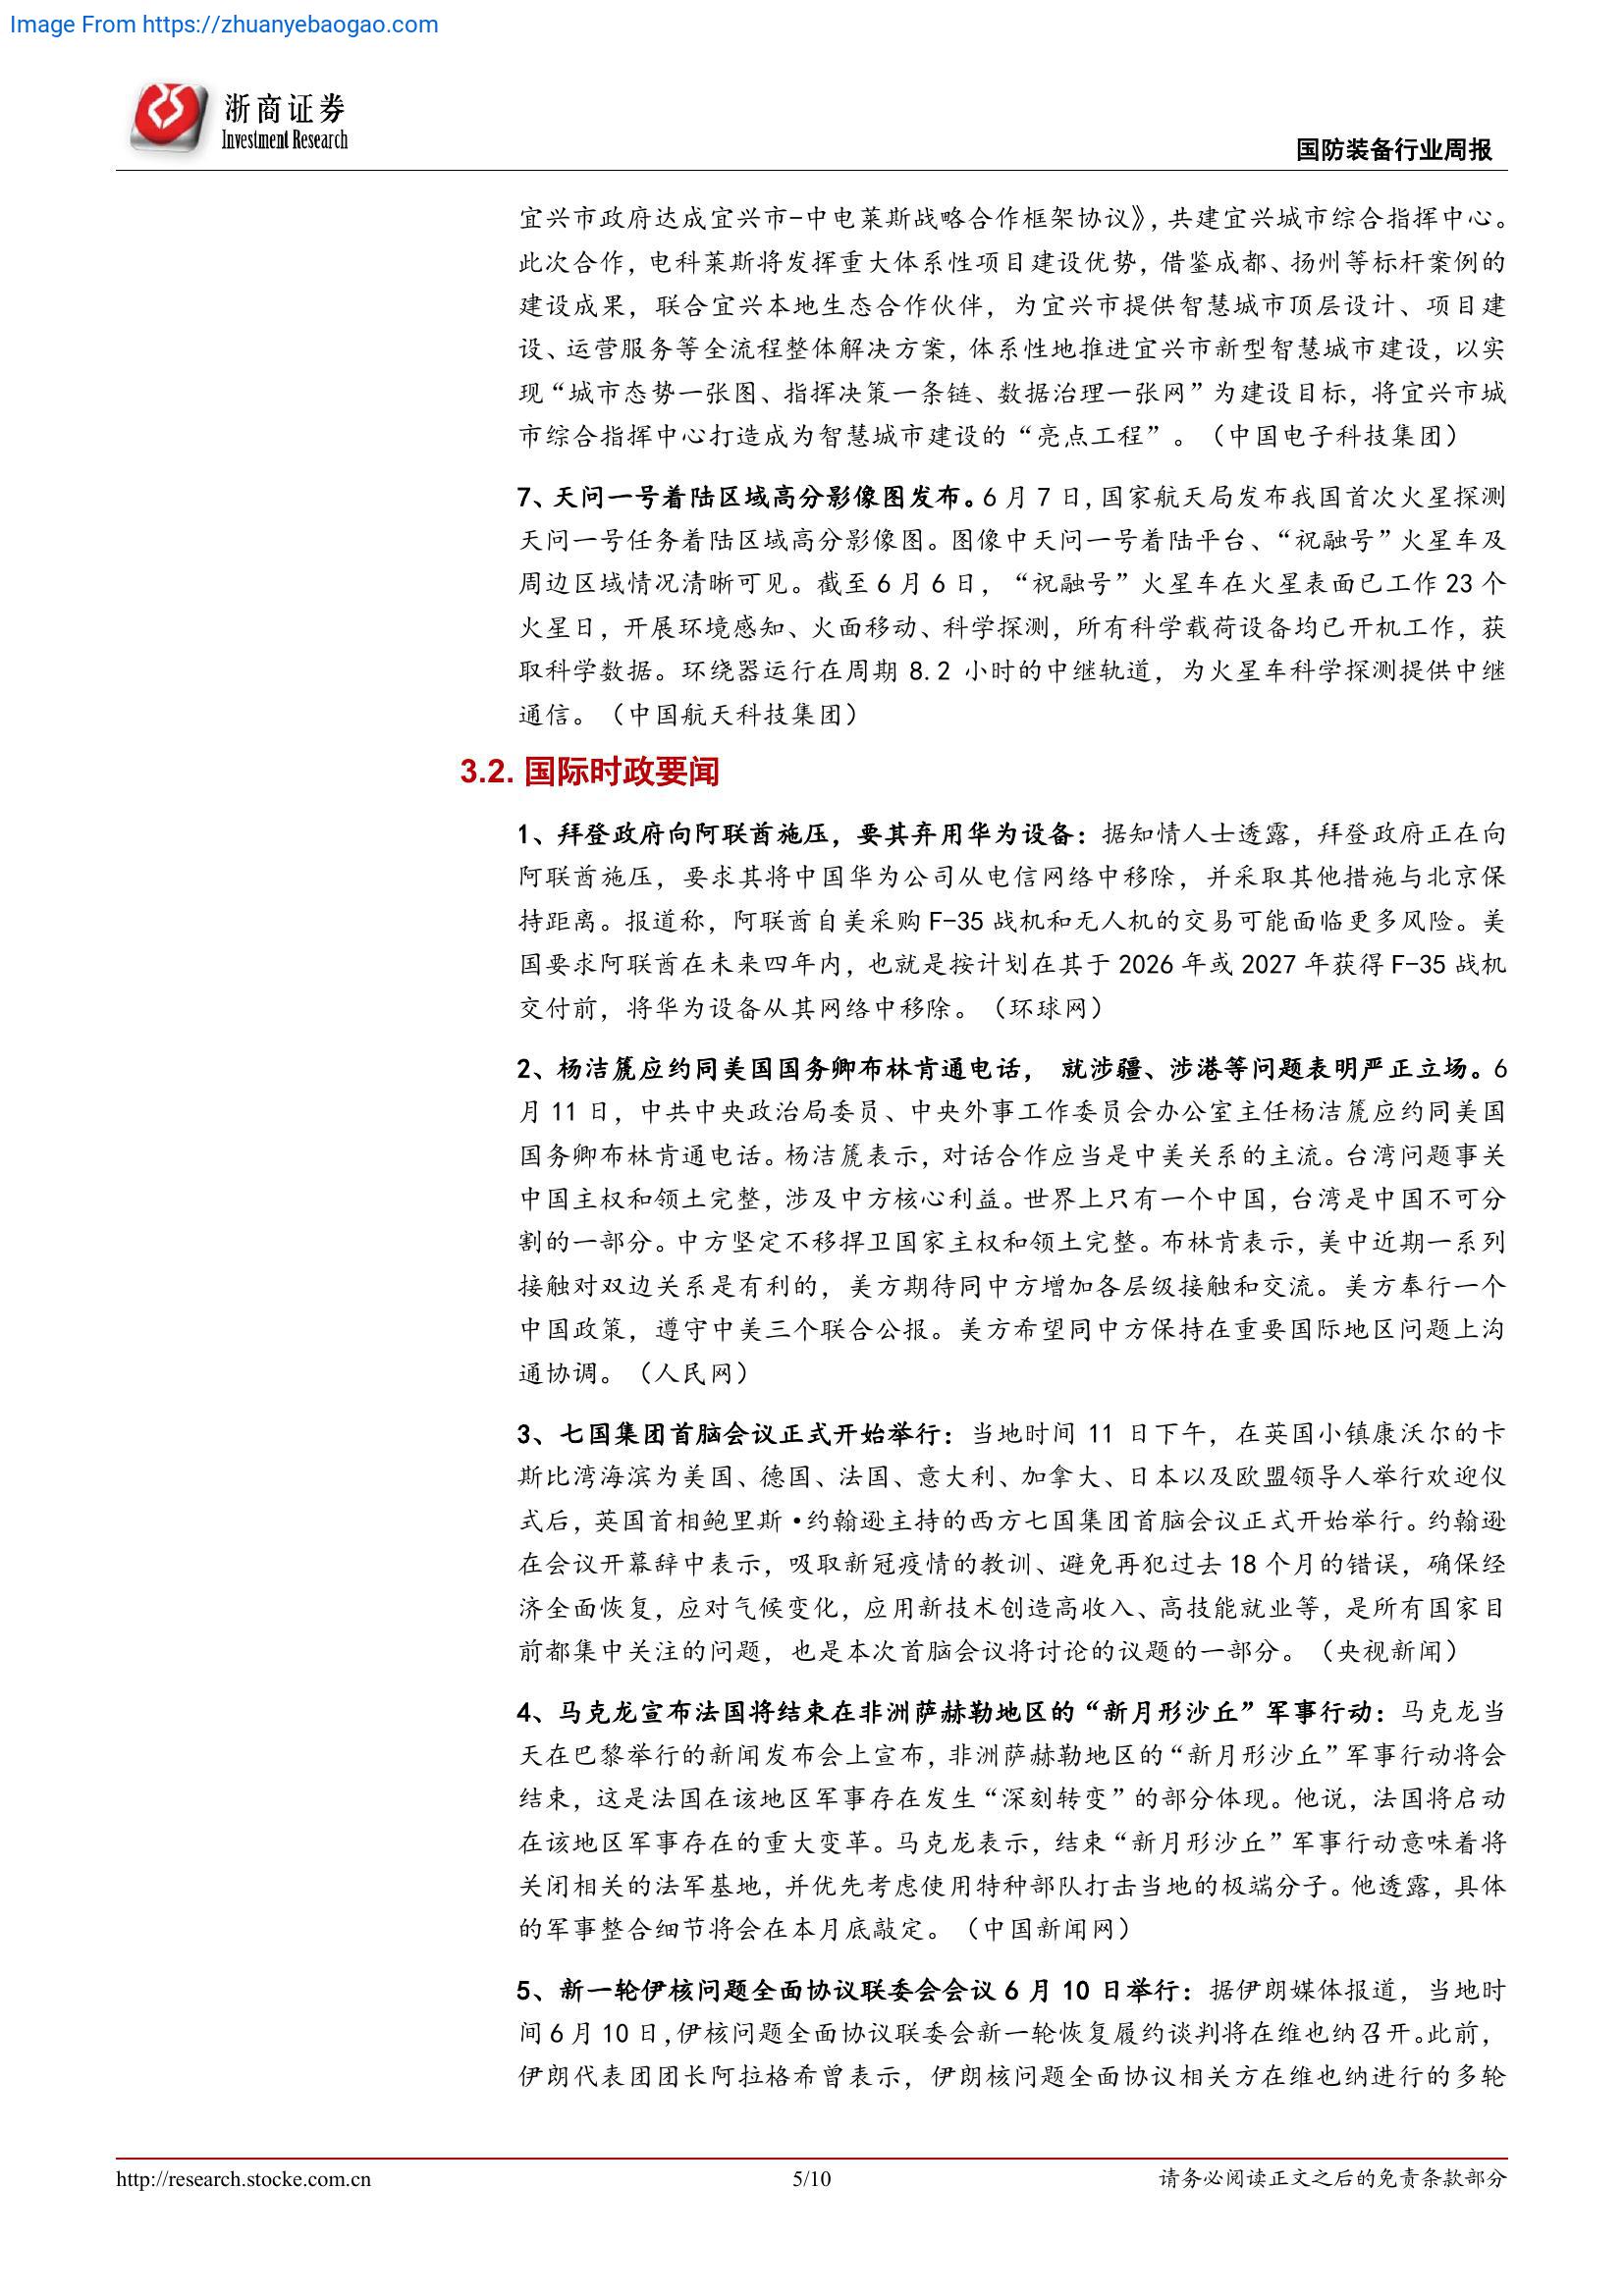 Image From https://zhuanyebaogao.com
浙商证券
Investment Research
国防装备行业周报
宜兴市政府达成宜兴市-中电莱斯战略合作框架协议》，共建宜兴城市综合指挥中心。
此次合作，电科莱斯将发挥重大体系性项目建设优势，借鉴成都、扬州等标杆案例的
建设成果，联合宜兴本地生态合作伙伴，为宜兴市提供智慧城市顶层设计、项目建
设、运营服务等全流程整体解决方案，体系性地推进宜兴市新型智慧城市建设，以实
现“城市态势一张图、指挥决策一条链、数据治理一张网”为建设目标，将宜兴市城
市综合指挥中心打造成为智慧城市建设的“亮点工程”。（中国电子科技集团）
7、天问一号着陆区域高分影像图发布。6 月 7 日，国家航天局发布我国首次火星探测
天问一号任务着陆区域高分影像图。图像中天问一号着陆平台、“祝融号”火星车及
周边区域情况清晰可见。截至 6 月 6 日，“祝融号”火星车在火星表面已工作 23 个
火星日，开展环境感知、火面移动、科学探测，所有科学载荷设备均已开机工作，获
取科学数据。环绕器运行在周期 8.2 小时的中继轨道，为火星车科学探测提供中继
通信。（中国航天科技集团）
3.2. 国际时政要闻
1、拜登政府向阿联酋施压，要其弃用华为设备：据知情人士透露，拜登政府正在向
阿联酋施压，要求其将中国华为公司从电信网络中移除，并采取其他措施与北京保
持距离。报道称，阿联酋自美采购 F-35 战机和无人机的交易可能面临更多风险。美
国要求阿联酋在未来四年内，也就是按计划在其于 2026 年或 2027 年获得 F-35 战机
交付前，将华为设备从其网络中移除。（环球网）
2、杨洁篪应约同美国国务卿布林肯通电话， 就涉疆、涉港等问题表明严正立场。6
月 11 日，中共中央政治局委员、中央外事工作委员会办公室主任杨洁篪应约同美国
国务卿布林肯通电话。杨洁篪表示，对话合作应当是中美关系的主流。台湾问题事关
中国主权和领土完整，涉及中方核心利益。世界上只有一个中国，台湾是中国不可分
割的一部分。中方坚定不移捍卫国家主权和领土完整。布林肯表示，美中近期一系列
接触对双边关系是有利的，美方期待同中方增加各层级接触和交流。美方奉行一个
中国政策，遵守中美三个联合公报。美方希望同中方保持在重要国际地区问题上沟
通协调。（人民网）
3、七国集团首脑会议正式开始举行：当地时间 11 日下午，在英国小镇康沃尔的卡
斯比湾海滨为美国、德国、法国、意大利、加拿大、日本以及欧盟领导人举行欢迎仪
式后，英国首相鲍里斯·约翰逊主持的西方七国集团首脑会议正式开始举行。约翰逊
在会议开幕辞中表示，吸取新冠疫情的教训、避免再犯过去 18 个月的错误，确保经
济全面恢复，应对气候变化，应用新技术创造高收入、高技能就业等，是所有国家目
前都集中关注的问题，也是本次首脑会议将讨论的议题的一部分。（央视新闻）
4、马克龙宣布法国将结束在非洲萨赫勒地区的“新月形沙丘”军事行动：马克龙当
天在巴黎举行的新闻发布会上宣布，非洲萨赫勒地区的“新月形沙丘”军事行动将会
结束，这是法国在该地区军事存在发生“深刻转变”的部分体现。他说，法国将启动
在该地区军事存在的重大变革。马克龙表示，结束“新月形沙丘”军事行动意味着将
关闭相关的法军基地，并优先考虑使用特种部队打击当地的极端分子。他透露，具体
的军事整合细节将会在本月底敲定。（中国新闻网）
5、新一轮伊核问题全面协议联委会会议 6 月 10 日举行：据伊朗媒体报道，当地时
间 6 月 10 日，伊核问题全面协议联委会新一轮恢复履约谈判将在维也纳召开。此前，
伊朗代表团团长阿拉格希曾表示，伊朗核问题全面协议相关方在维也纳进行的多轮
http://research.stocke.com.cn
5/10
请务必阅读正文之后的免责条款部分